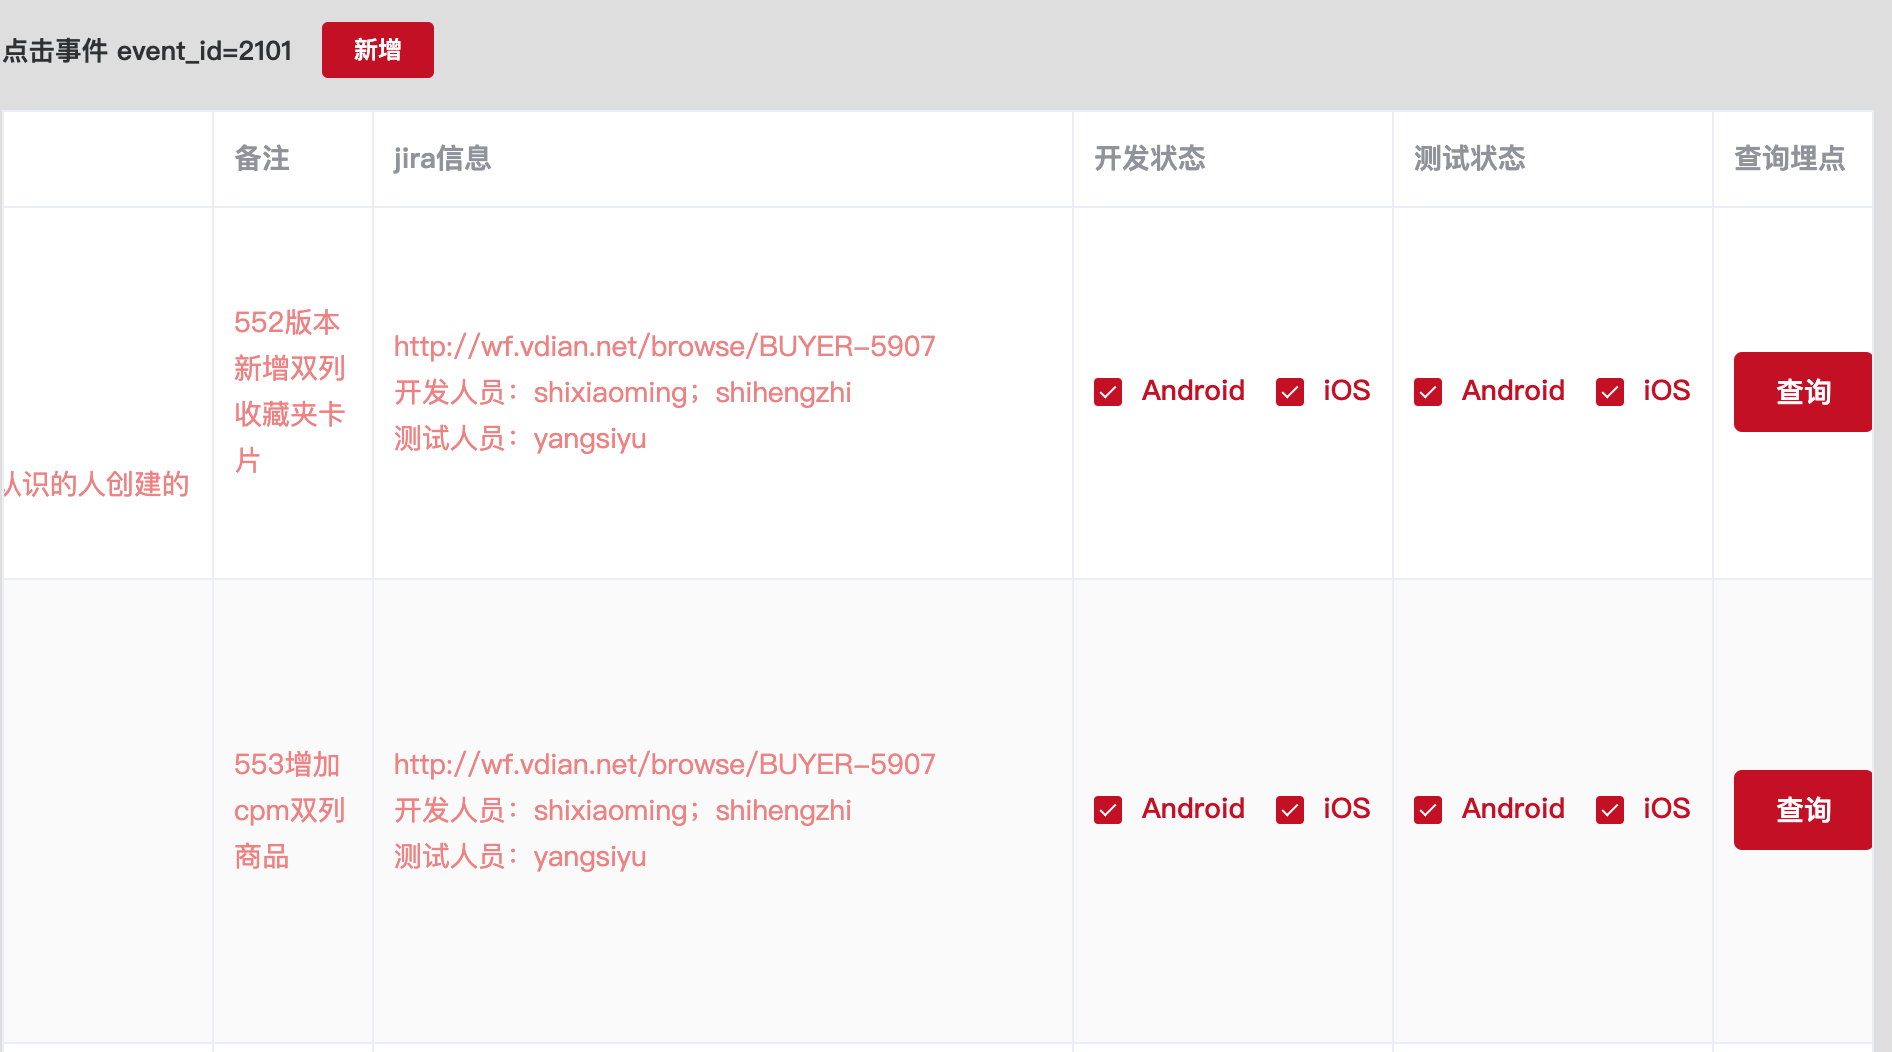 点击事件 event_id=2101
新增
备注
jira信息
开发状态
测试状态
查询埋点
认识的人创建的
552版本
新增双列
收藏夹卡
片
http://wf.vdian.net/browse/BUYER-5907
开发人员：shixiaoming；shihengzhi
测试人员：yangsiyu
Android
iOS
Android
iOS
查询
553增加
cpm双列
商品
http://wf.vdian.net/browse/BUYER-5907
开发人员：shixiaoming；shihengzhi
测试人员：yangsiyu
Android
iOS
Android
iOS
查询